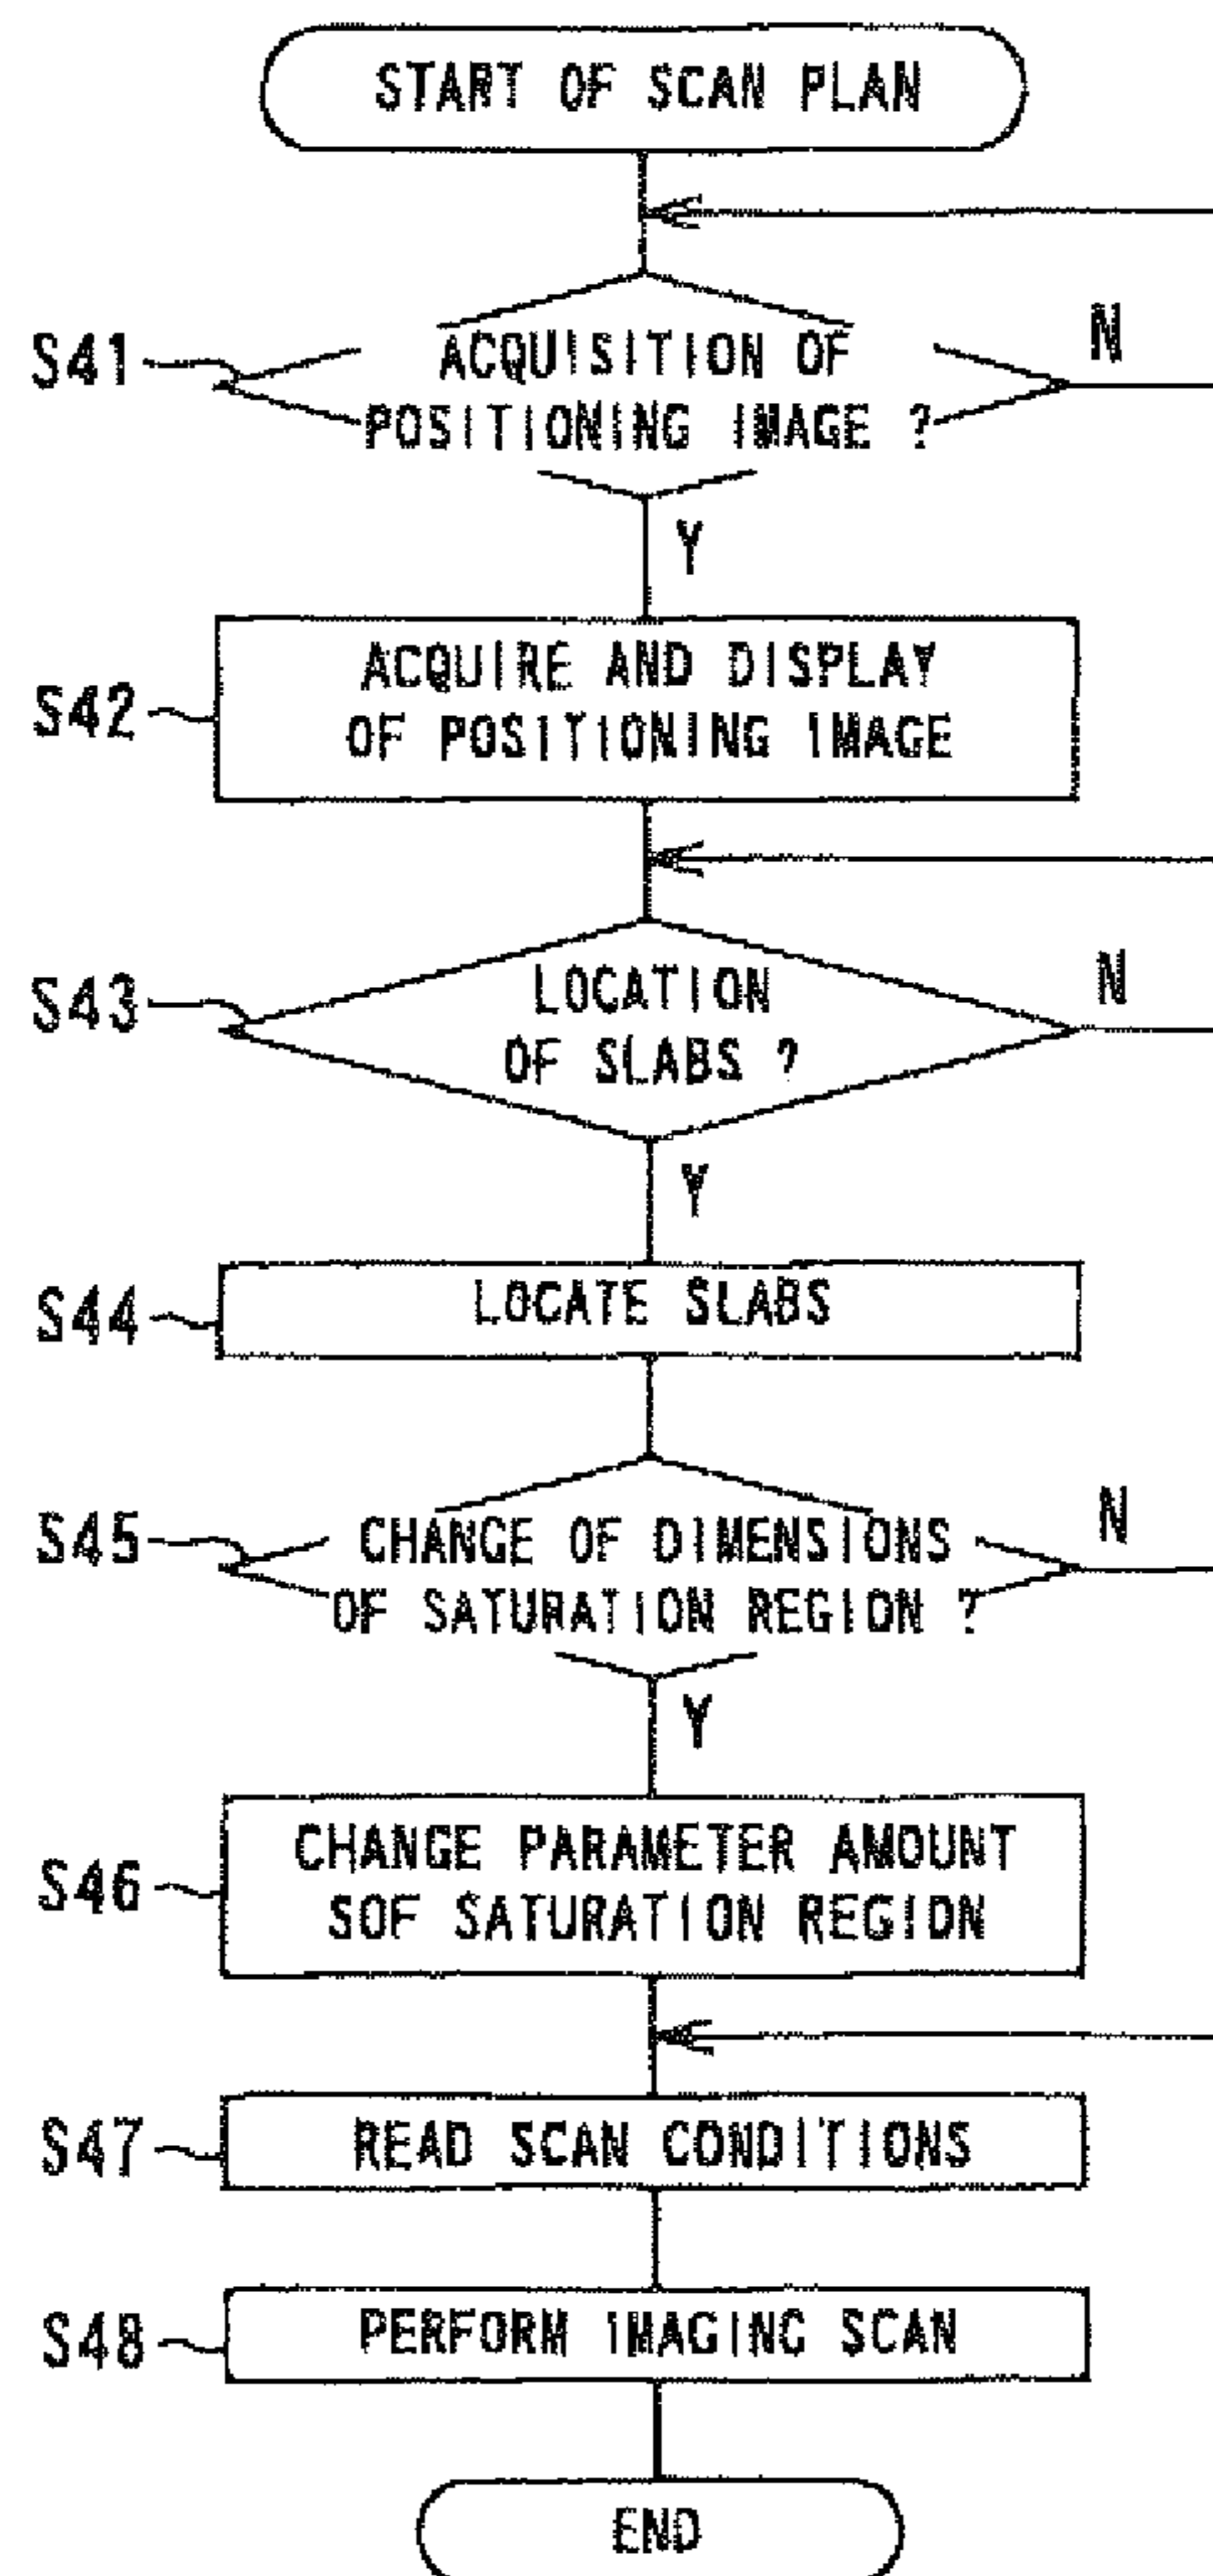 START OF SCAN PLAN
S41
ACQUISITION OF
POSITIONING IMAGE ?
N
Y
S42
ACQUIRE AND DISPLAY
OF POSITIONING IMAGE
S43
LOCATION
OF SLABS ?
N
Y
S44
LOCATE SLABS
S45
CHANGE OF DIMENSIONS
OF SATURATION REGION ?
N
Y
S46
CHANGE PARAMETER AMOUNT
SOF SATURATION REGION
S47
READ SCAN CONDITIONS
S48
PERFORM IMAGING SCAN
END